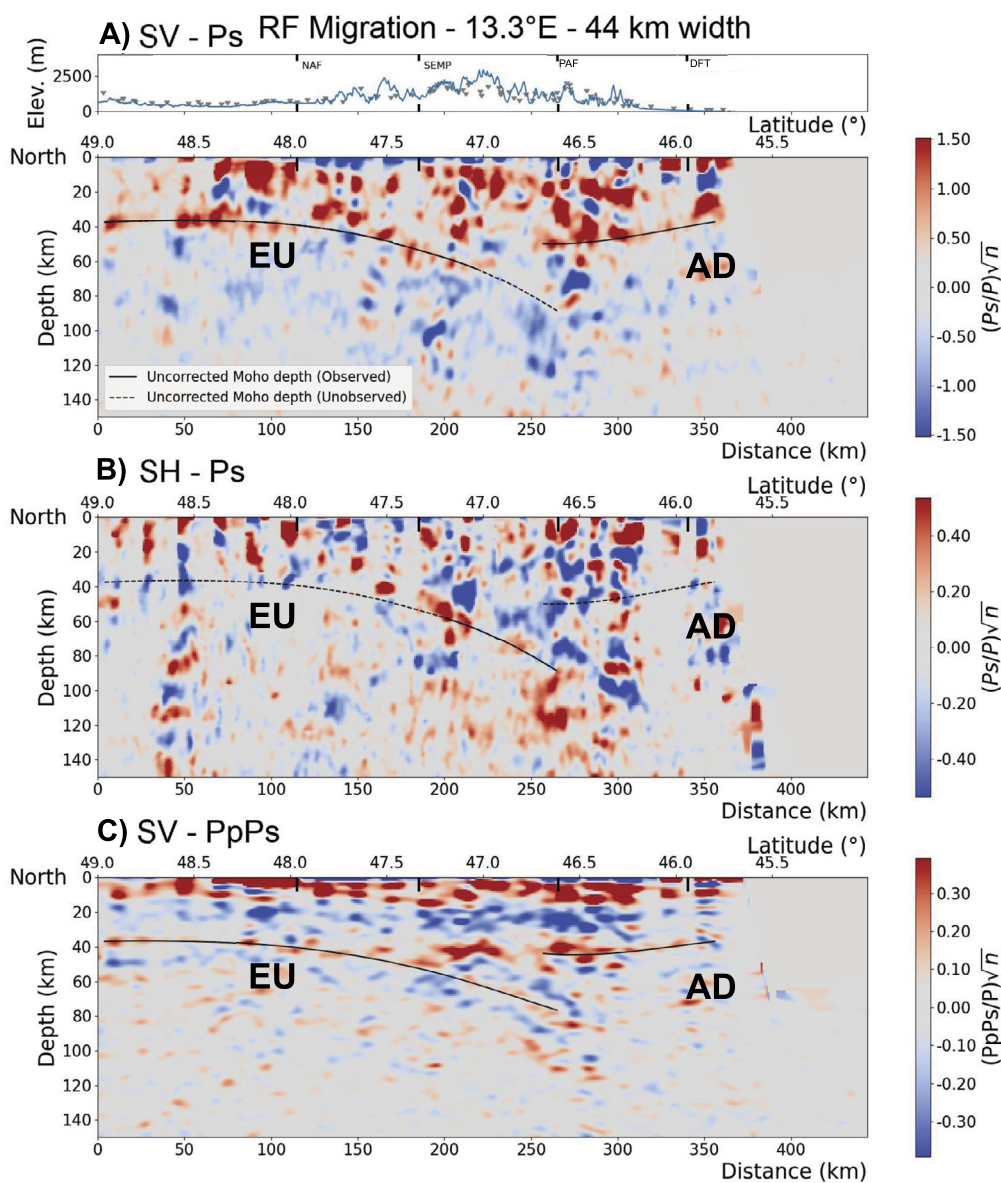 A) SV - Ps RF Migration - 13.3°E - 44 km width
Elev. (m)
2500
0
NAF SEMP PAF DFT
Latitude (°)
49.0 48.5 48.0 47.5 47.0 46.5 46.0 45.5
North
Depth (km)
0
20
40
60
80
100
120
140
EU AD
Uncorrected Moho depth (Observed)
Uncorrected Moho depth (Unobserved)
0 50 100 150 200 250 300 350 400
Distance (km)
1.50
1.00
0.50
0.00
-0.50
-1.00
-1.50
(Ps/P)√n
B) SH - Ps
Latitude (°)
49.0 48.5 48.0 47.5 47.0 46.5 46.0 45.5
North
Depth (km)
0
20
40
60
80
100
120
140
EU AD
0 50 100 150 200 250 300 350 400
Distance (km)
0.40
0.20
0.00
-0.20
-0.40
(Ps/P)√n
C) SV - PpPs
Latitude (°)
49.0 48.5 48.0 47.5 47.0 46.5 46.0 45.5
North
Depth (km)
0
20
40
60
80
100
120
140
EU AD
0 50 100 150 200 250 300 350 400
Distance (km)
0.30
0.20
0.10
0.00
-0.10
-0.20
-0.30
(PpPs/P)√n